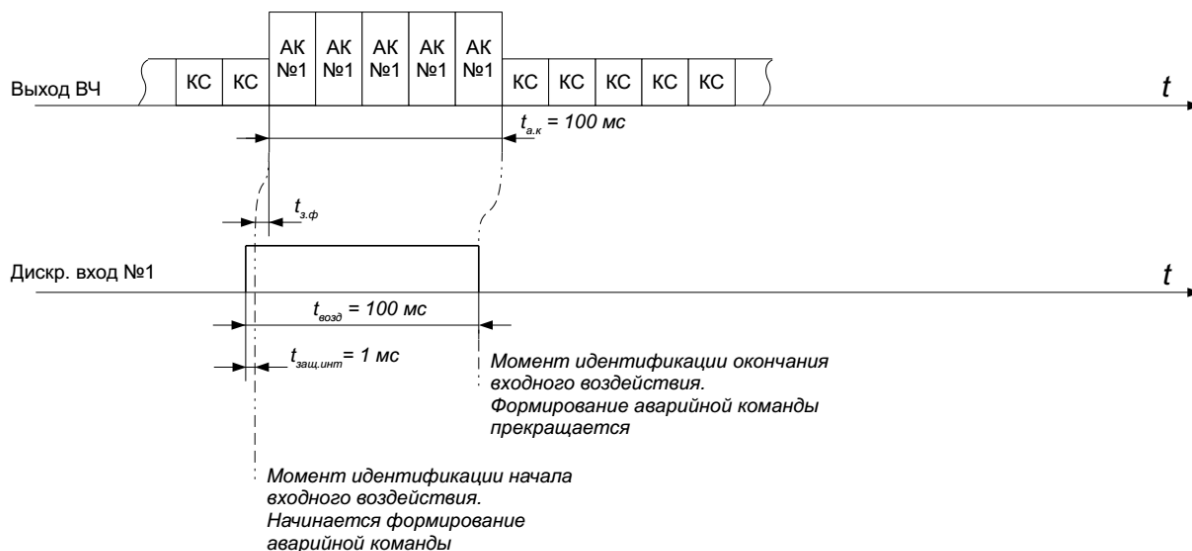 АК №1 АК №1 АК №1 АК №1 АК №1
КС КС КС КС КС КС КС
Выход ВЧ
t
tа.к = 100 мс
tз.ф
Дискр. вход №1
t
tвозд = 100 мс
tзащ.инт = 1 мс
Момент идентификации окончания
входного воздействия.
Формирование аварийной команды
прекращается
Момент идентификации начала
входного воздействия.
Начинается формирование
аварийной команды